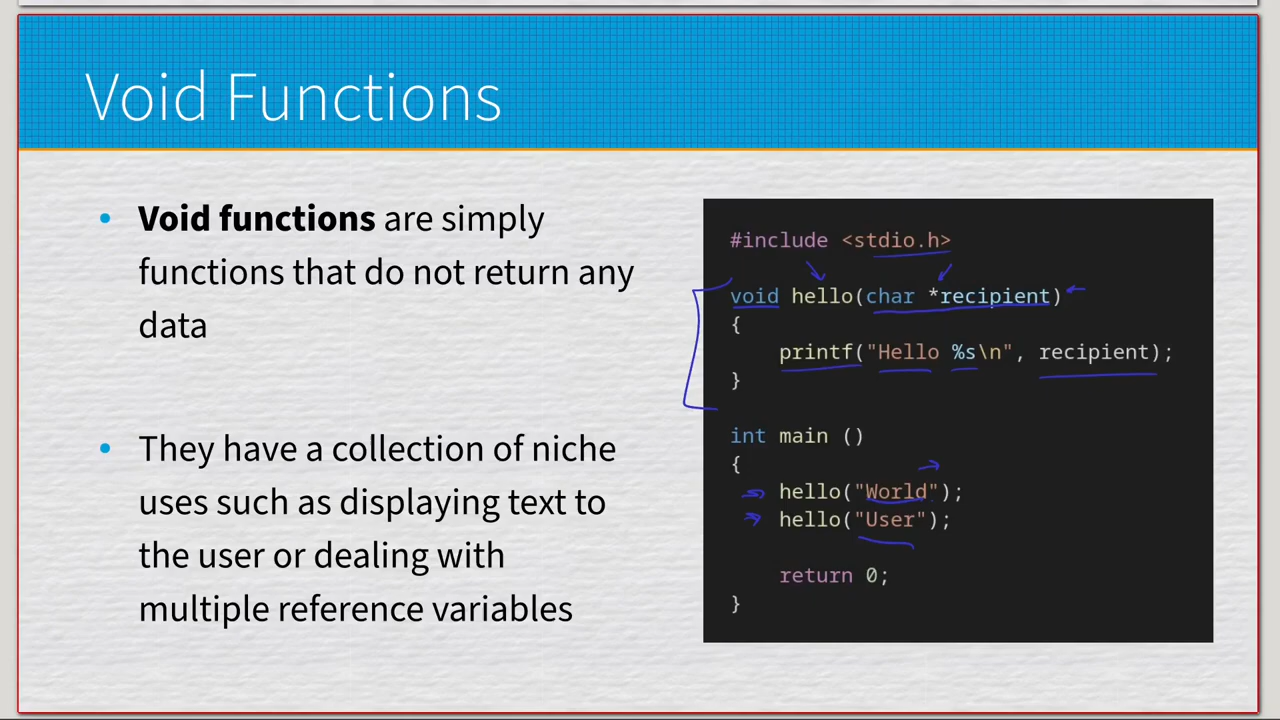 Void Functions
• Void functions are simply
functions that do not return any
data
• They have a collection of niche
uses such as displaying text to
the user or dealing with
multiple reference variables
#include <stdio.h>
void hello(char *recipient)
{
    printf("Hello %s\n", recipient);
}
int main ()
{
    hello("World");
    hello("User");
    return 0;
}